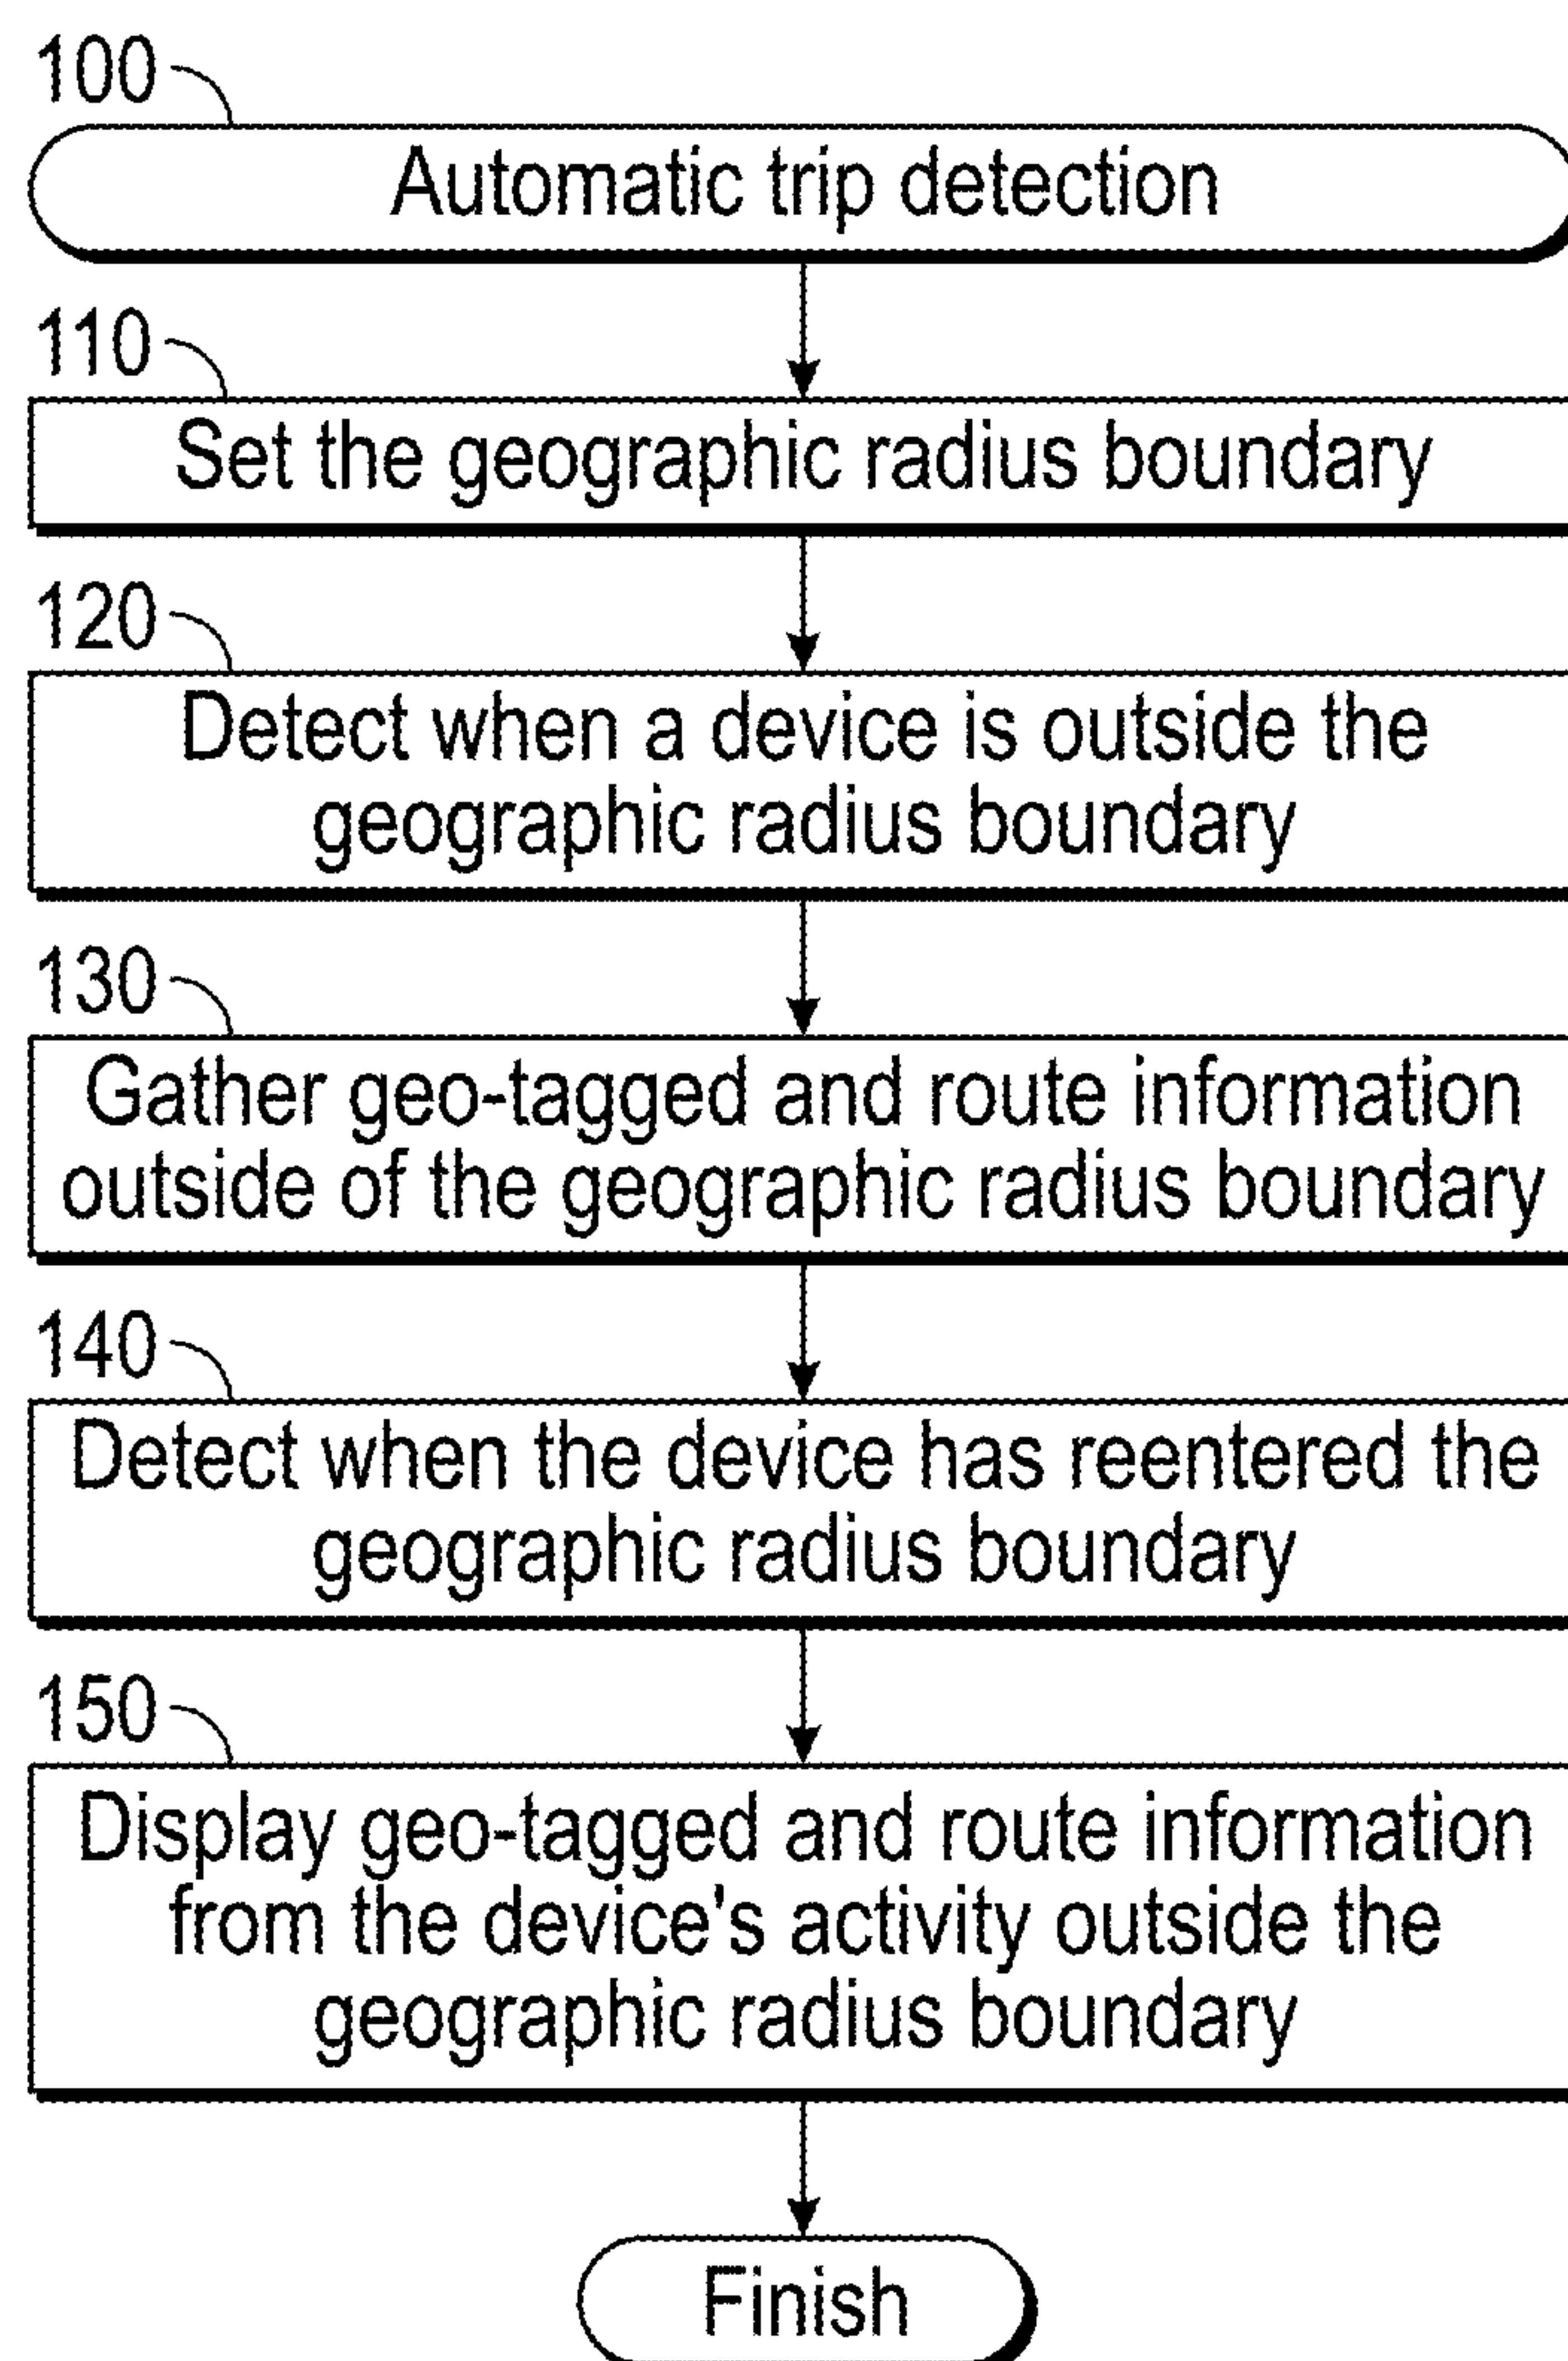 100
Automatic trip detection
110
Set the geographic radius boundary
120
Detect when a device is outside the
geographic radius boundary
130
Gather geo-tagged and route information
outside of the geographic radius boundary
140
Detect when the device has reentered the
geographic radius boundary
150
Display geo-tagged and route information
from the device's activity outside the
geographic radius boundary
Finish